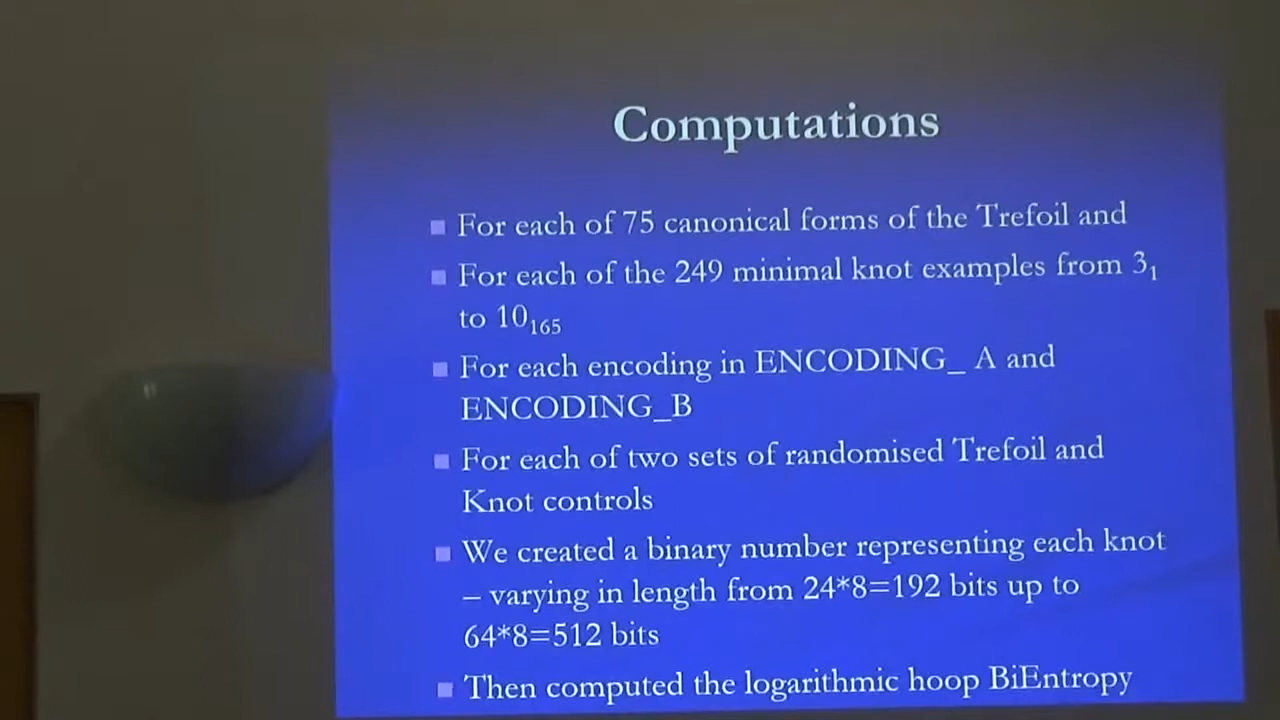 Computations
For each of 75 canonical forms of the Trefoil and
For each of the 249 minimal knot examples from 3₁
to 10₁₆₅
For each encoding in ENCODING_ A and
ENCODING_B
For each of two sets of randomised Trefoil and
Knot controls
We created a binary number representing each knot
– varying in length from 24*8=192 bits up to
64*8=512 bits
Then computed the logarithmic hoop BiEntropy